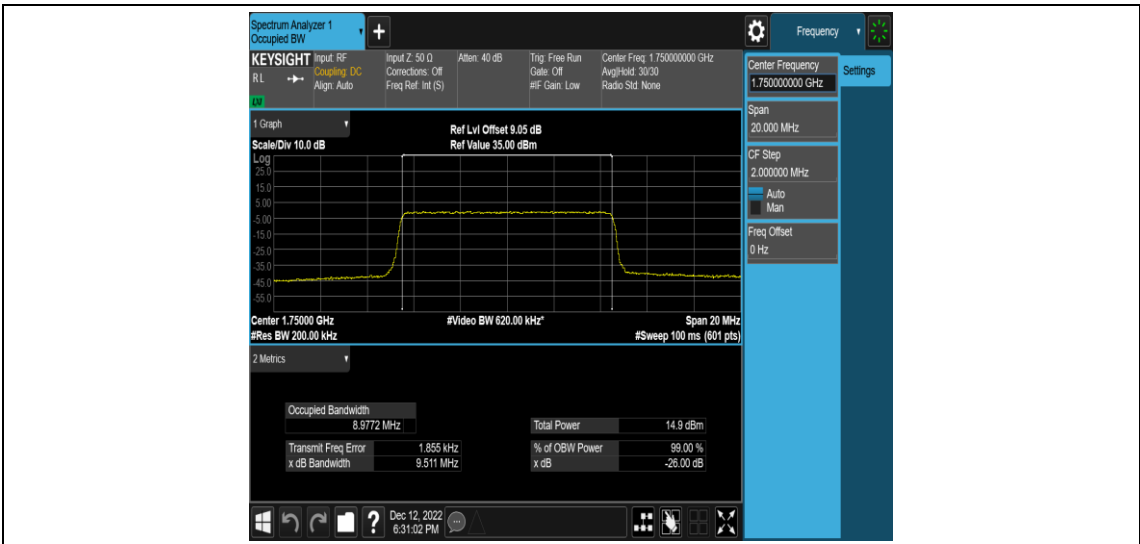 Spectrum Analyzer 1
Occupied BW
+
Frequency
KEYSIGHT
RL
LXI
Input: RF
Coupling: DC
Align: Auto
Input Z: 50 Ω
Corrections: Off
Freq Ref: Int (S)
Atten: 40 dB
Trig: Free Run
Gate: Off
#IF Gain: Low
Center Freq: 1.750000000 GHz
Avg|Hold: 30/30
Radio Std: None
Center Frequency
1.750000000 GHz
Settings
Span
20.000 MHz
CF Step
2.000000 MHz
Auto
Man
Freq Offset
0 Hz
1 Graph
Scale/Div 10.0 dB
Ref Lvl Offset 9.05 dB
Ref Value 35.00 dBm
Log
25.0
15.0
5.00
-5.00
-15.0
-25.0
-35.0
-45.0
-55.0
Center 1.75000 GHz
#Res BW 200.00 kHz
#Video BW 620.00 kHz*
Span 20 MHz
#Sweep 100 ms (601 pts)
2 Metrics
Occupied Bandwidth
8.9772 MHz
Total Power 14.9 dBm
Transmit Freq Error 1.855 kHz
% of OBW Power 99.00 %
x dB Bandwidth 9.511 MHz
x dB -26.00 dB
?
Dec 12, 2022
6:31:02 PM